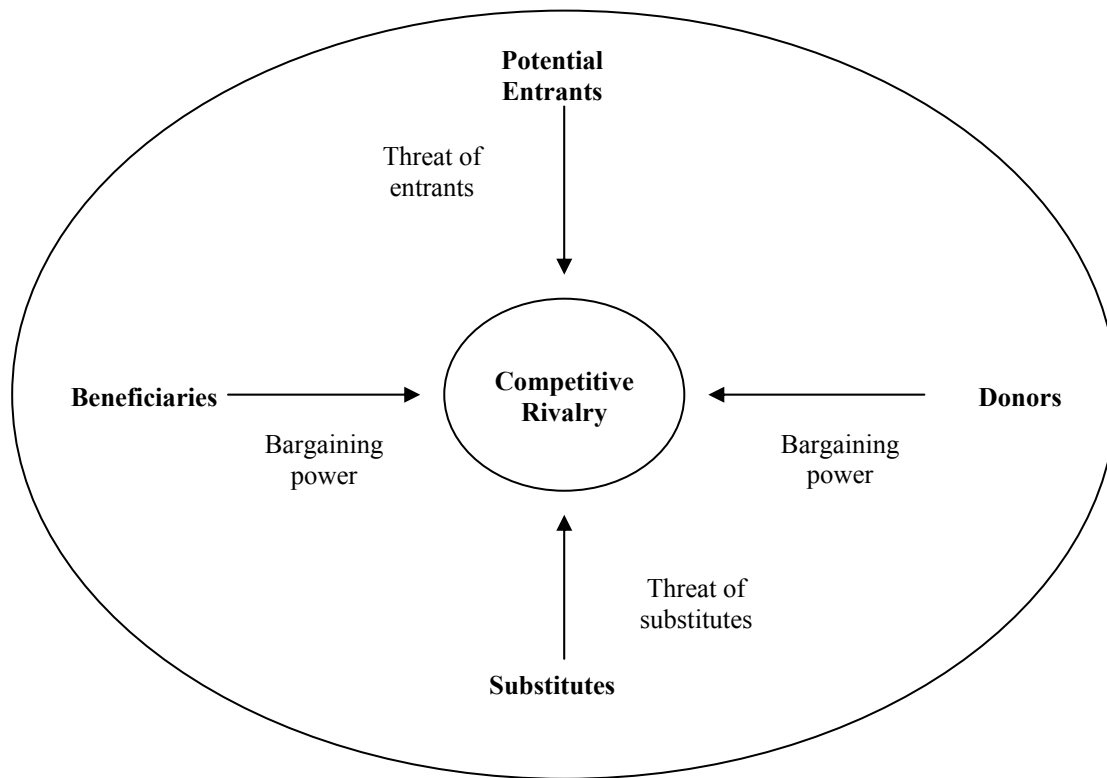 Potential
Entrants
Threat of
entrants
Beneficiaries
Competitive
Rivalry
Donors
Bargaining
power
Bargaining
power
Threat of
substitutes
Substitutes